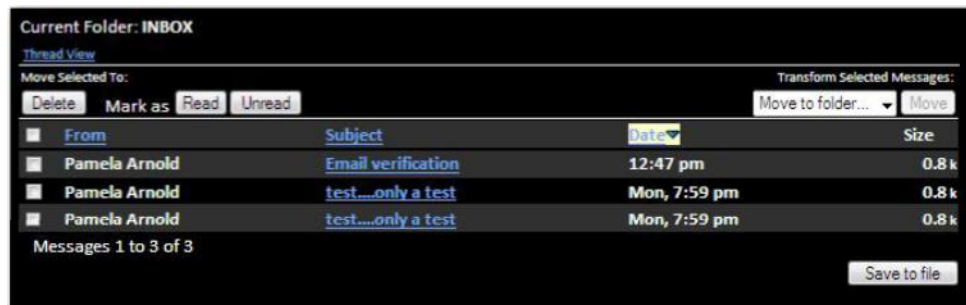 Current Folder: INBOX
Thread View
Move Selected To: Transform Selected Messages:
Delete Mark as Read Unread Move to folder... Move
From Subject Date Size
Pamela Arnold Email verification 12:47 pm 0.8 k
Pamela Arnold test....only a test Mon, 7:59 pm 0.8 k
Pamela Arnold test....only a test Mon, 7:59 pm 0.8 k
Messages 1 to 3 of 3
Save to file